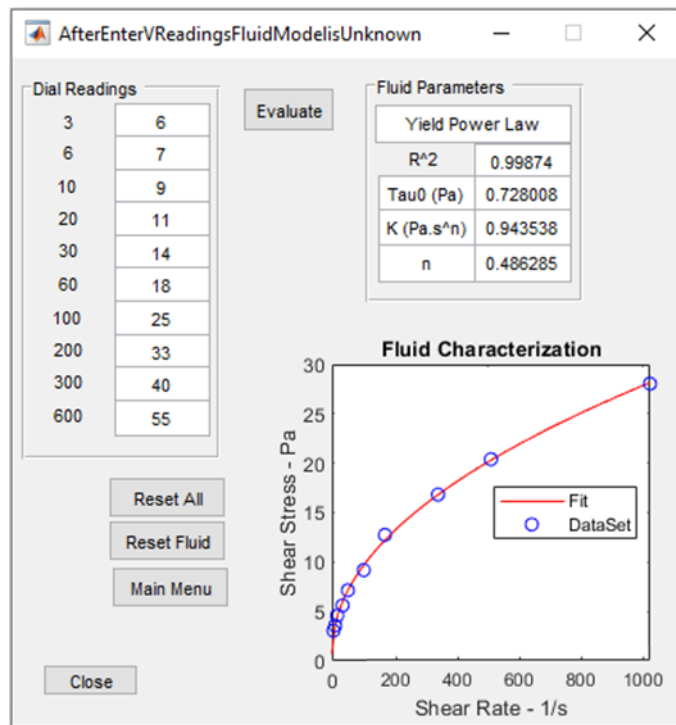 AfterEnterVReadingsFluidModelisUnknown
Dial Readings
3 6
6 7
10 9
20 11
30 14
60 18
100 25
200 33
300 40
600 55
Evaluate
Fluid Parameters
Yield Power Law
R^2 0.99874
Tau0 (Pa) 0.728008
K (Pa.s^n) 0.943538
n 0.486285
Reset All
Reset Fluid
Main Menu
Close
Fluid Characterization
Shear Stress - Pa
30
25
20
15
10
5
0
Fit
DataSet
0 200 400 600 800 1000
Shear Rate - 1/s